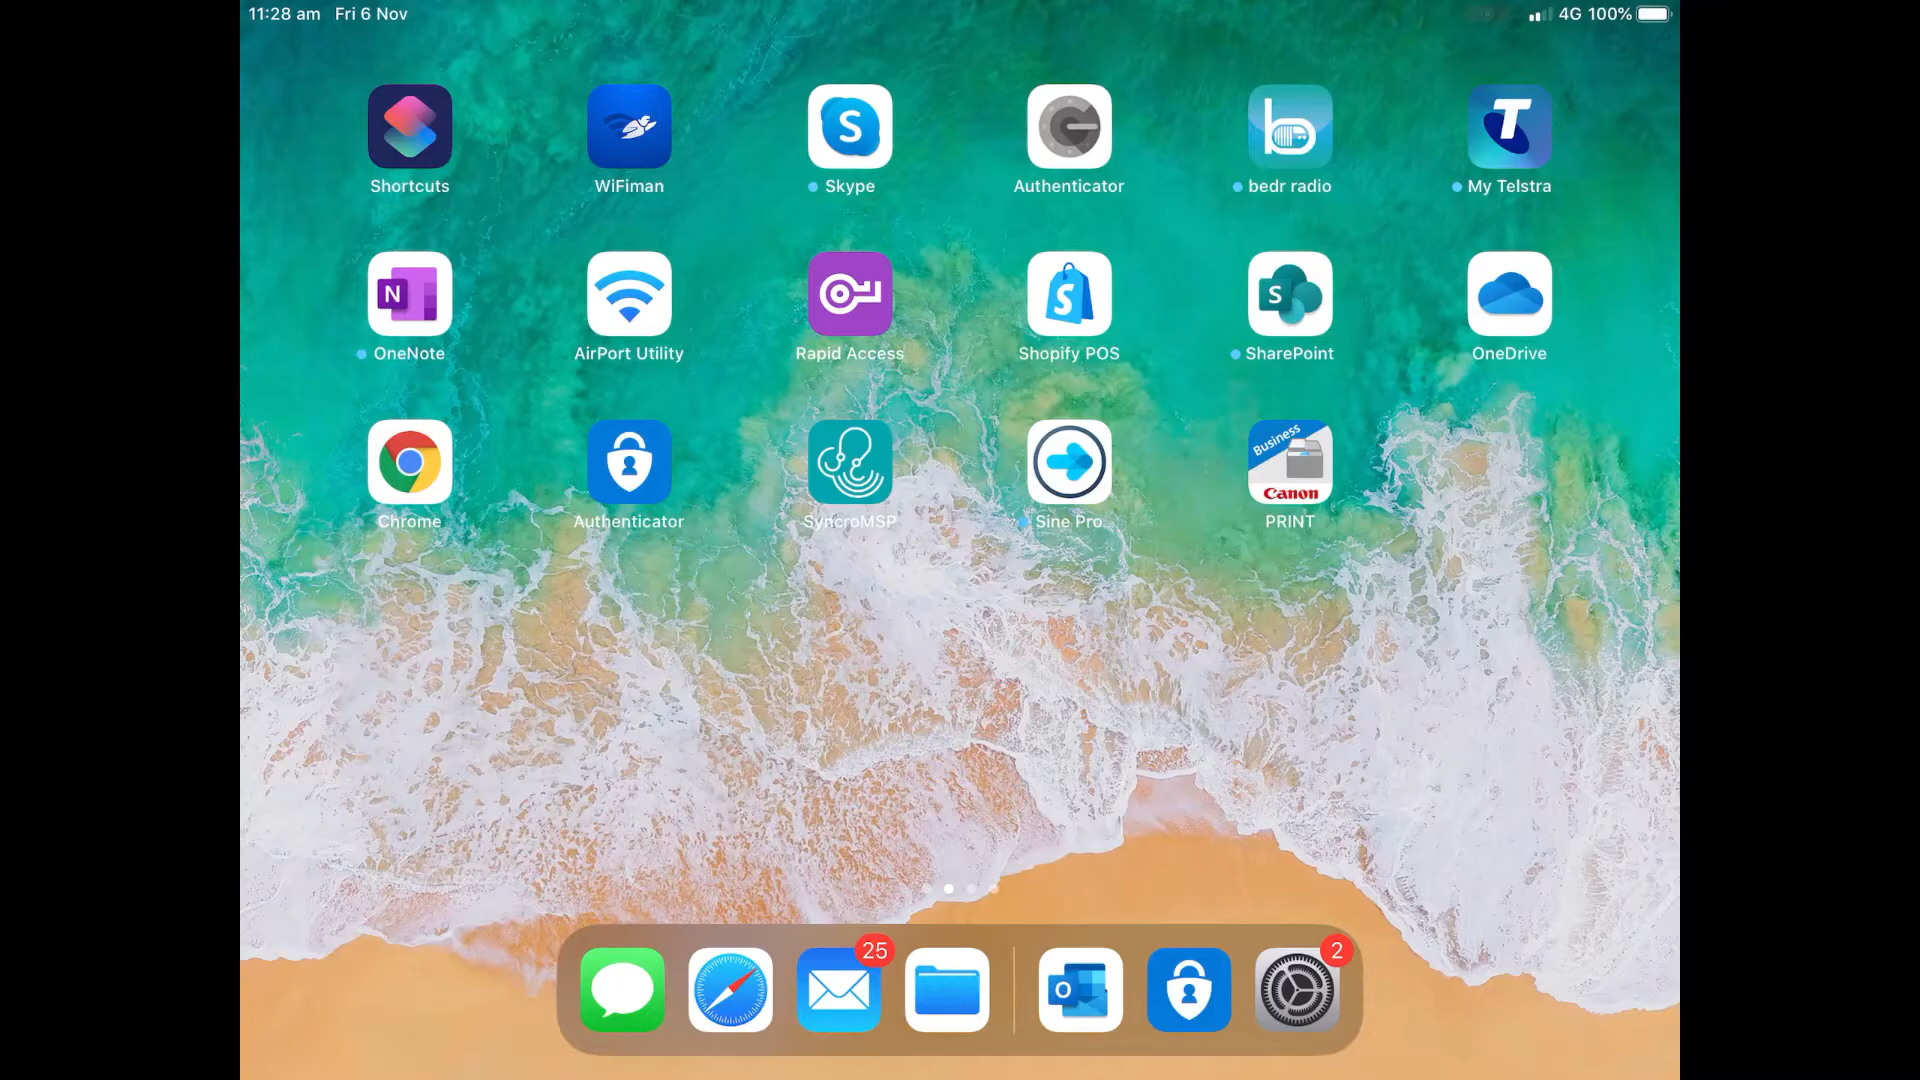 11:28 am Fri 6 Nov
4G 100%
Shortcuts
WiFiman
S
Skype
Authenticator
b
bedr radio
T
My Telstra
N
OneNote
AirPort Utility
Rapid Access
S
Shopify POS
S
SharePoint
OneDrive
Chrome
Authenticator
SyncroMSP
Sine Pro
Business
Canon
PRINT
25
O
2